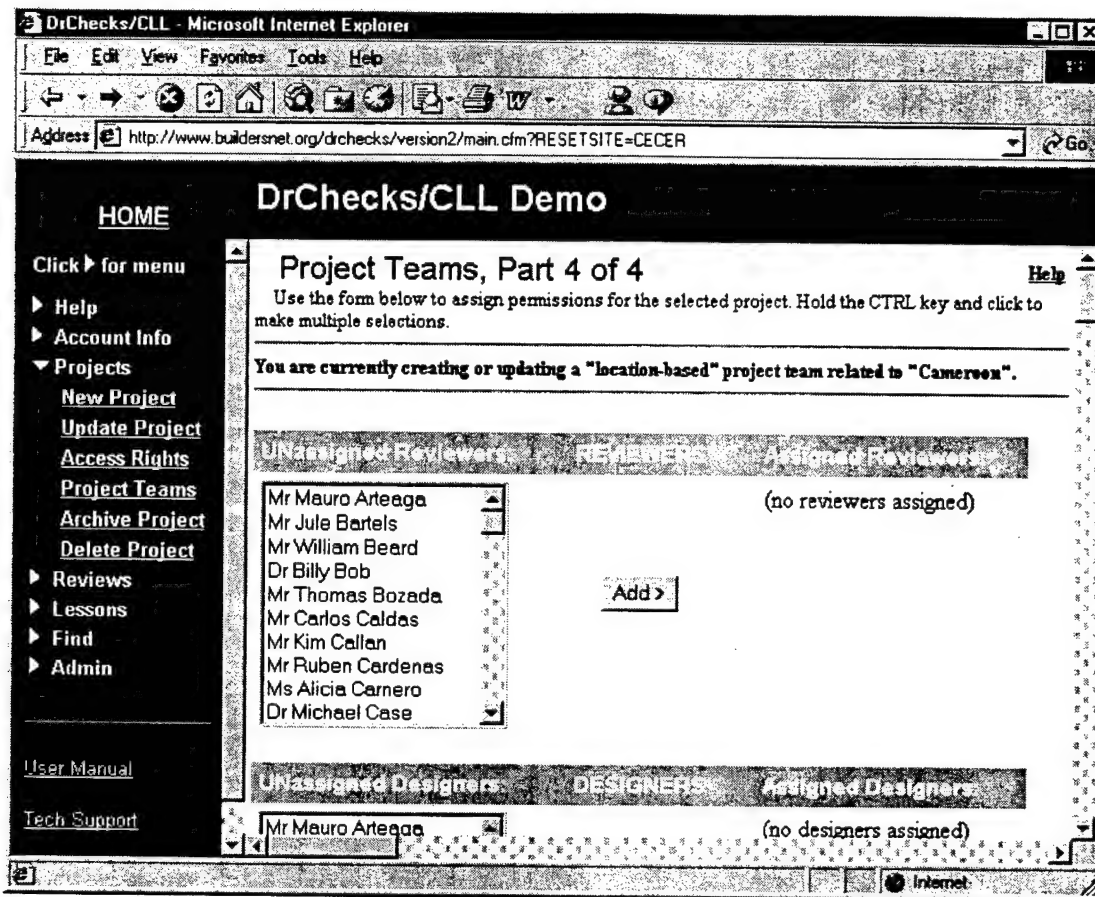 DrChecks/CLL - Microsoft Internet Explorer
File Edit View Favorites Tools Help
Address http://www.buildersnet.org/drchecks/version2/main.cfm?RESETSITE=CECER Go
HOME
DrChecks/CLL Demo
Click for menu
Help
Account Info
Projects
New Project
Update Project
Access Rights
Project Teams
Archive Project
Delete Project
Reviews
Lessons
Find
Admin
User Manual
Tech Support
Project Teams, Part 4 of 4
Help
Use the form below to assign permissions for the selected project. Hold the CTRL key and click to
make multiple selections.
You are currently creating or updating a "location-based" project team related to "Cameroon".
UNassigned Reviewers REVIEWERS Assigned Reviewers
Mr Mauro Arteaga
(no reviewers assigned)
Mr Jule Bartels
Mr William Beard
Dr Billy Bob
Mr Thomas Bozada
Add >
Mr Carlos Caldas
Mr Kim Callan
Mr Ruben Cardenas
Ms Alicia Carnero
Dr Michael Case
UNassigned Designers DESIGNERS Assigned Designers
Mr Mauro Arteaga
(no designers assigned)
Internet